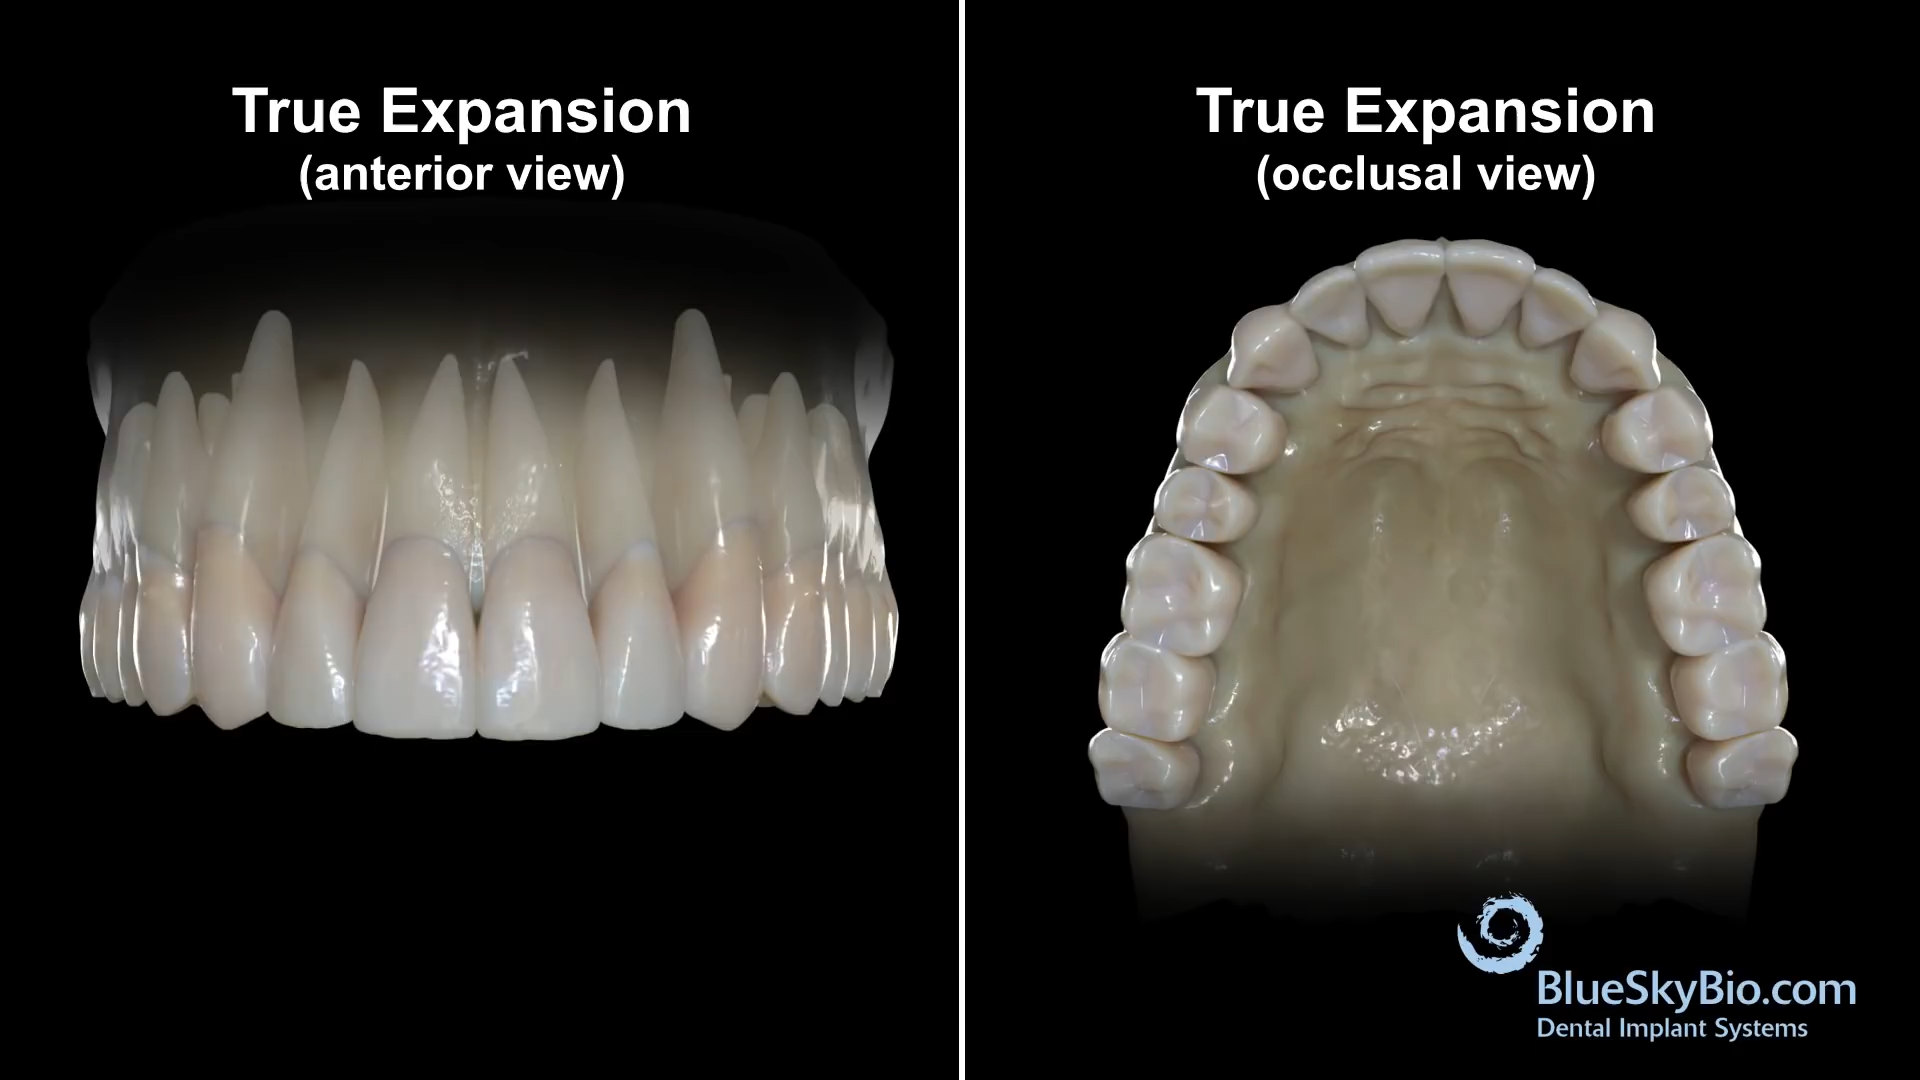 True Expansion
(anterior view)
True Expansion
(occlusal view)
BlueSkyBio.com
Dental Implant Systems